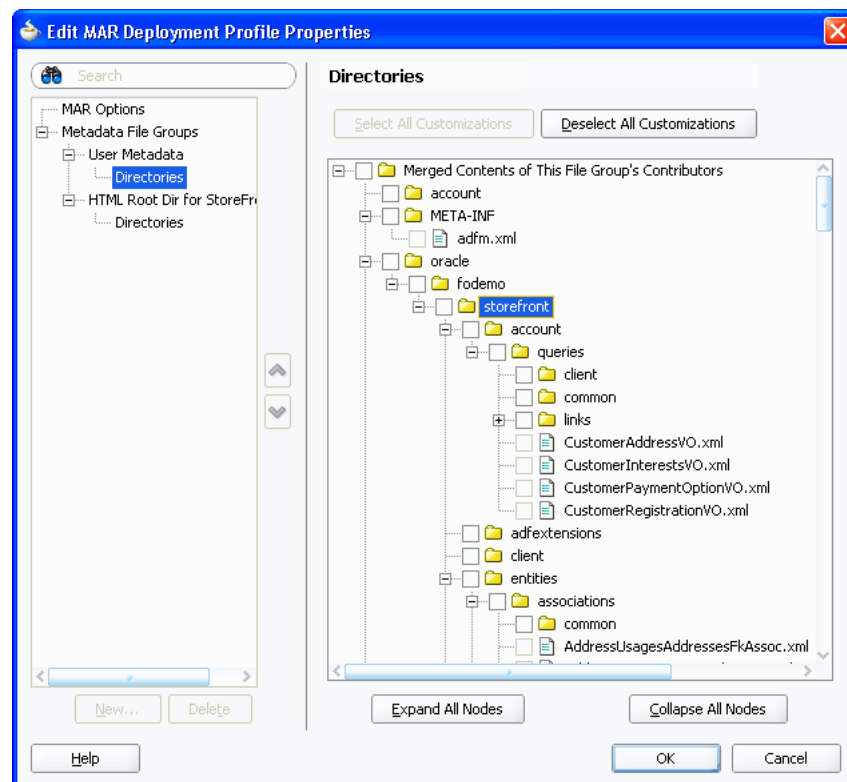 Edit MAR Deployment Profile Properties
Search
MAR Options
Metadata File Groups
User Metadata
Directories
HTML Root Dir for StoreFr
Directories
New...
Delete
Directories
Select All Customizations
Deselect All Customizations
Merged Contents of This File Group's Contributors
account
META-INF
adfm.xml
oracle
fodemo
storefront
account
queries
client
common
links
CustomerAddressVO.xml
CustomerInterestsVO.xml
CustomerPaymentOptionVO.xml
CustomerRegistrationVO.xml
adfextensions
client
entities
associations
common
AddressUsagesAddressesFkAssoc.xml
Expand All Nodes
Collapse All Nodes
Help
OK
Cancel